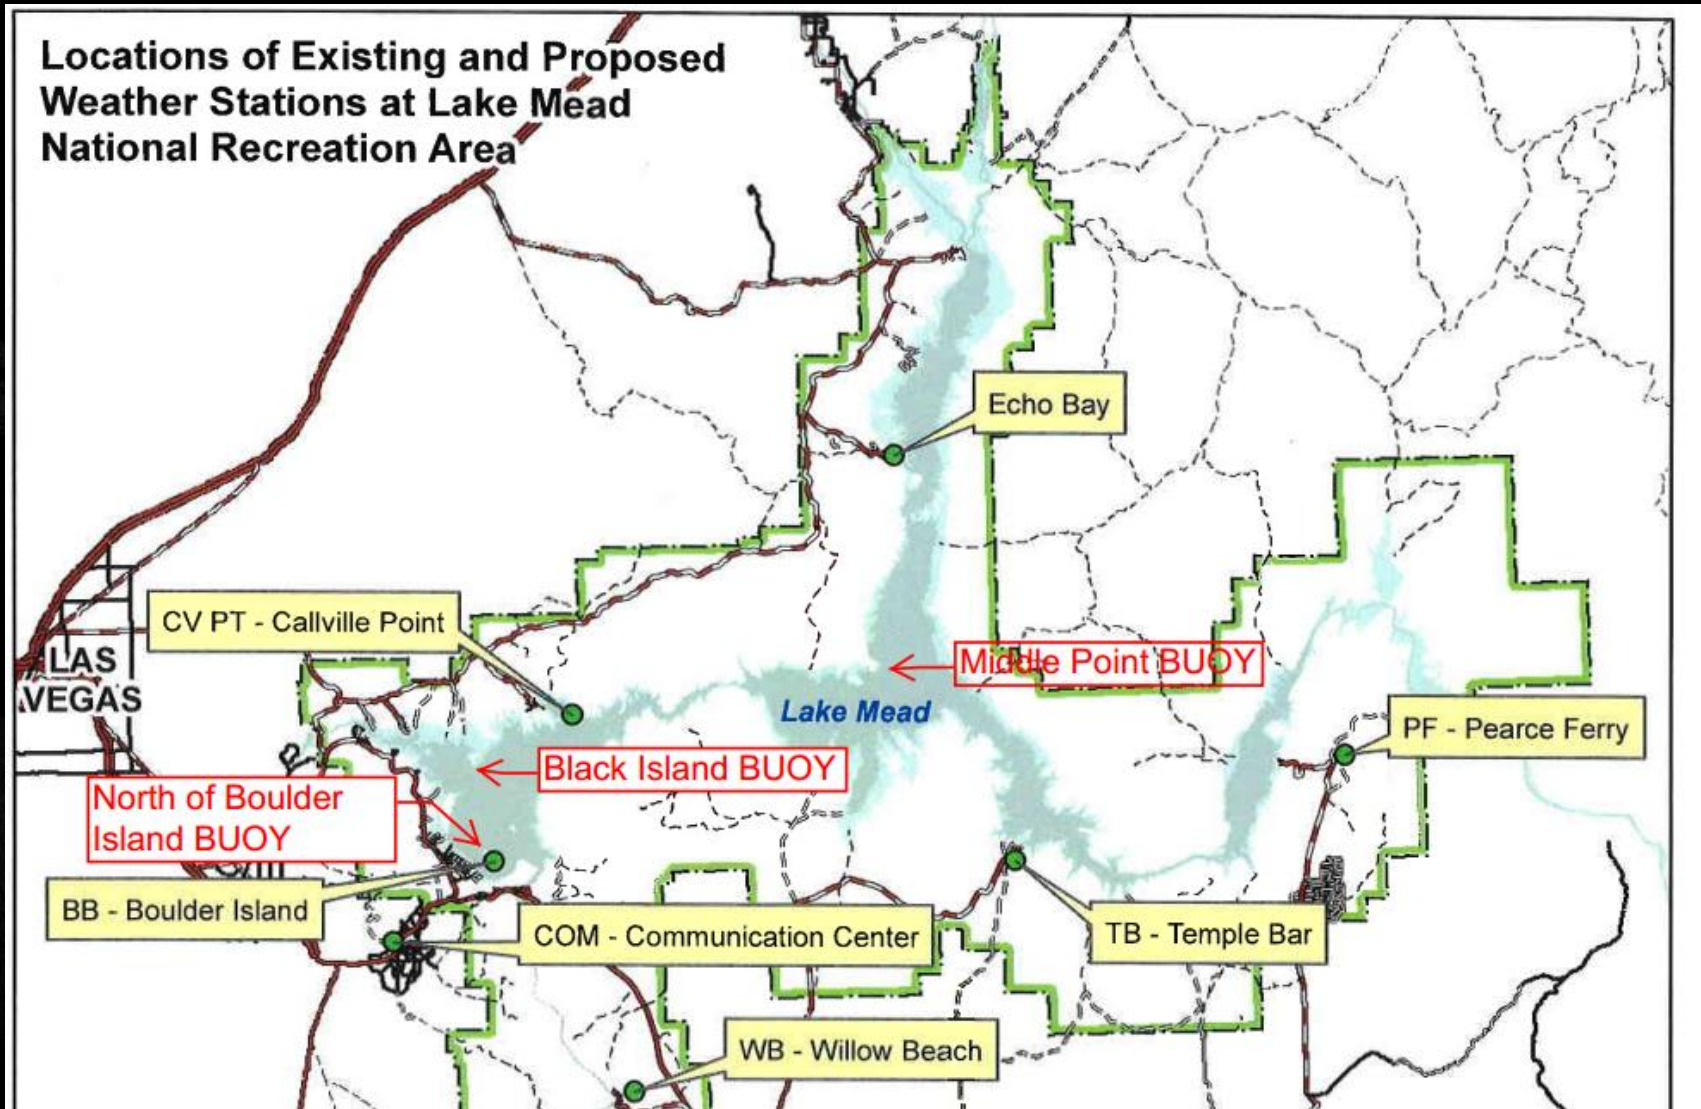 Locations of Existing and Proposed
Weather Stations at Lake Mead
National Recreation Area
Echo Bay
CV PT - Callville Point
LAS
VEGAS
Middle Point BUOY
Lake Mead
PF - Pearce Ferry
Black Island BUOY
North of Boulder
Island BUOY
BB - Boulder Island
COM - Communication Center
TB - Temple Bar
WB - Willow Beach